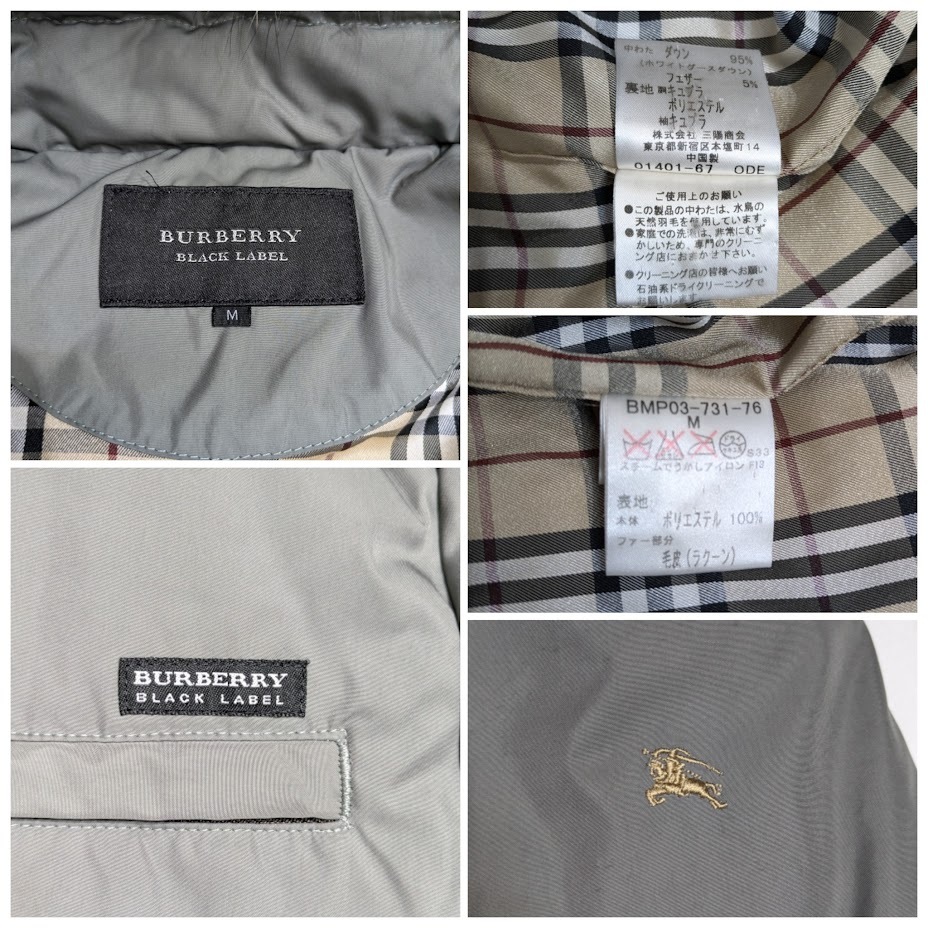 BURBERRY
BLACK LABEL
M
中わた ダウン 95%
(ホワイトダースダウン)
フェザー 5%
裏地 胴キュプラ
ポリエステル
袖キュプラ
株式会社 三陽商会
東京都新宿区本塩町14
中国製
01401-67 ODE
ご使用上のお願い
●この製品の中わたは、水鳥の
天然羽毛を使用しています。
●家庭での洗濯は、非常にむず
かしいため、専門のクリーニ
ング店におまかせ下さい。
●クリーニング店の皆様へお願い
石油系ドライクリーニングで
お願いします。
BMP03-731-76
M
S33
スチームでうかしアイロン F12
表地
本体 ポリエステル 100%
ファー部分
毛皮(ラクーン)
BURBERRY
BLACK LABEL